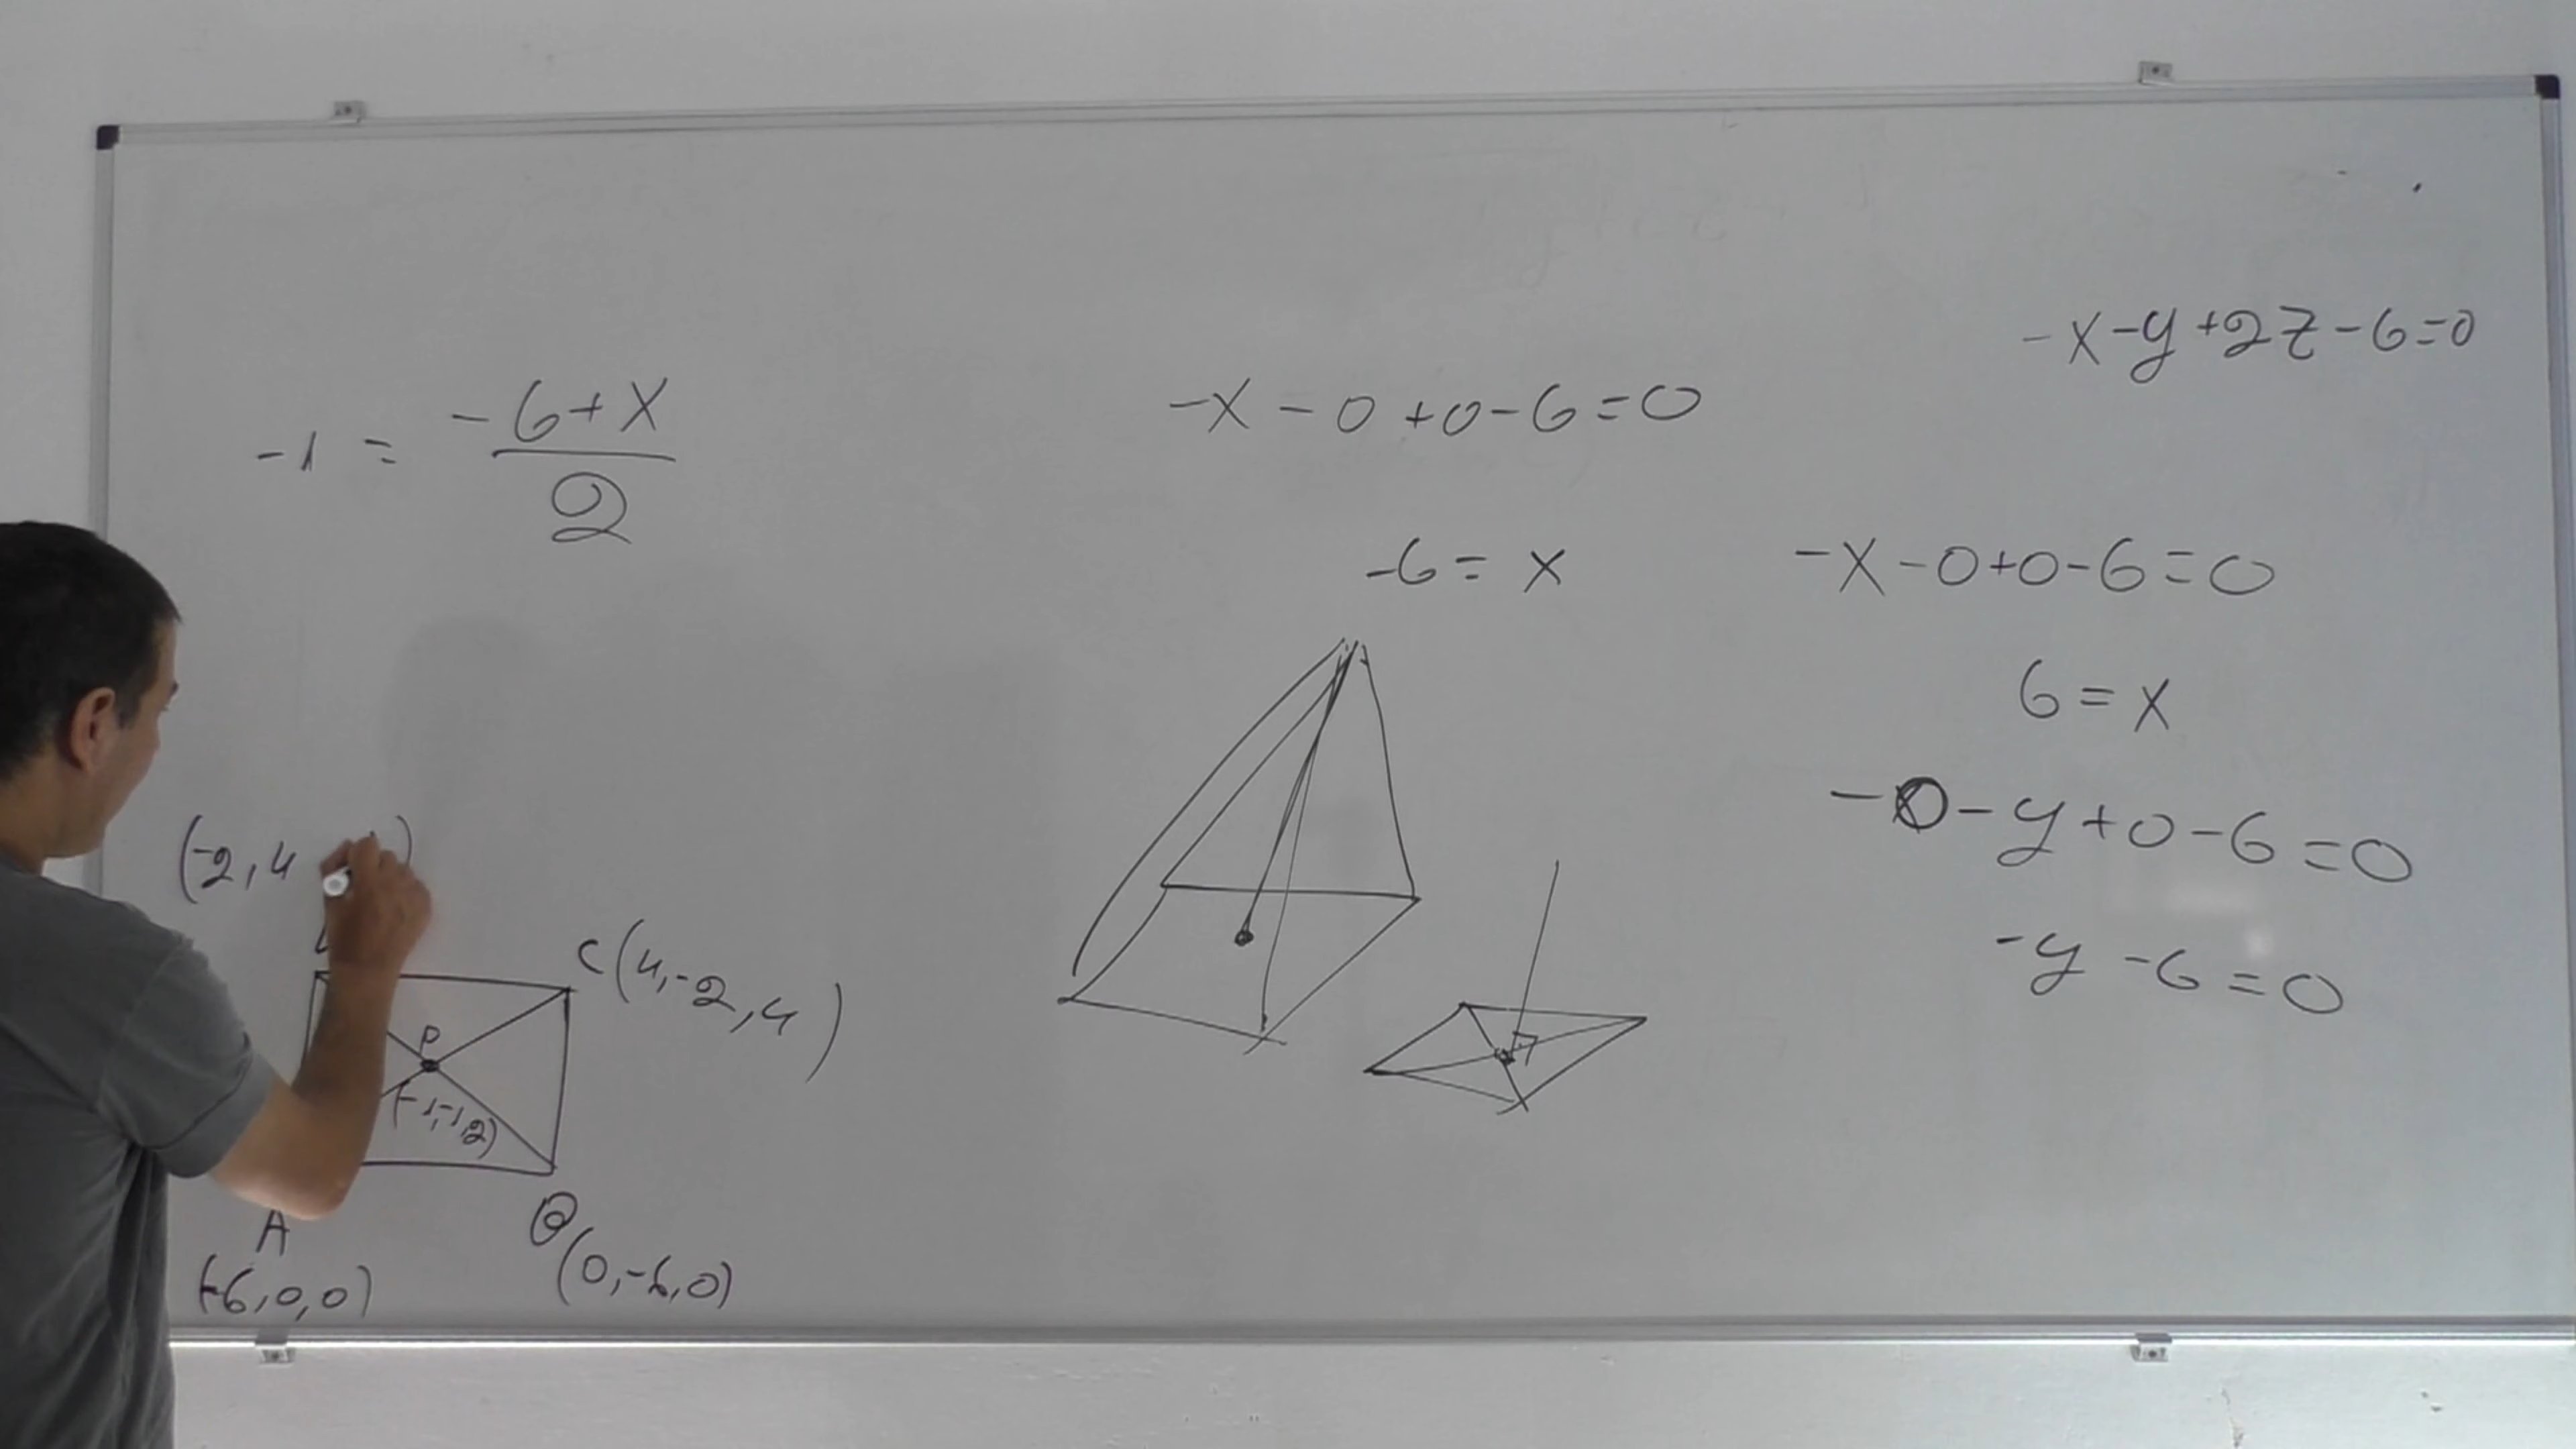 -x-y+2z-6=0
-1 = \frac{-6+x}{2}
-x-0+0-6=0
-6=x
-x-0+0-6=0
6=x
-0-y+0-6=0
-y-6=0
(-2,4
C(4,-2,4)
P
(-1,-1,2)
A
(-6,0,0)
B
(0,-6,0)